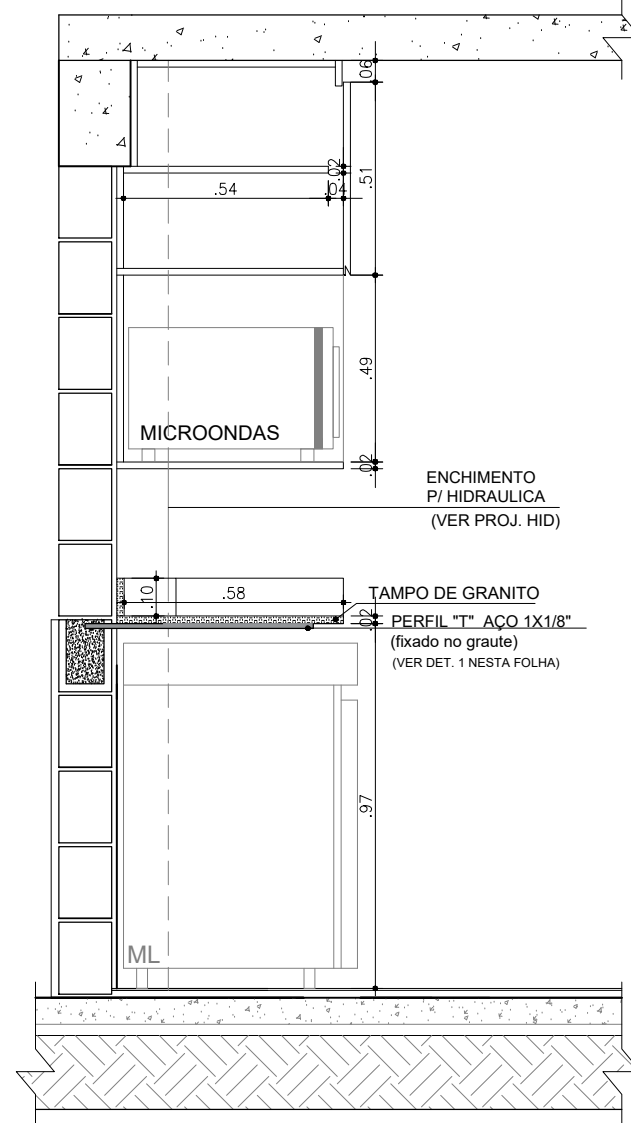 .06
.02
.51
.54
.04
.49
MICROONDAS
.02
ENCHIMENTO
P/ HIDRAULICA
(VER PROJ. HID)
.10
.58
TAMPO DE GRANITO
.02
PERFIL "T" AÇO 1X1/8"
(fixado no graute)
(VER DET. 1 NESTA FOLHA)
.97
ML